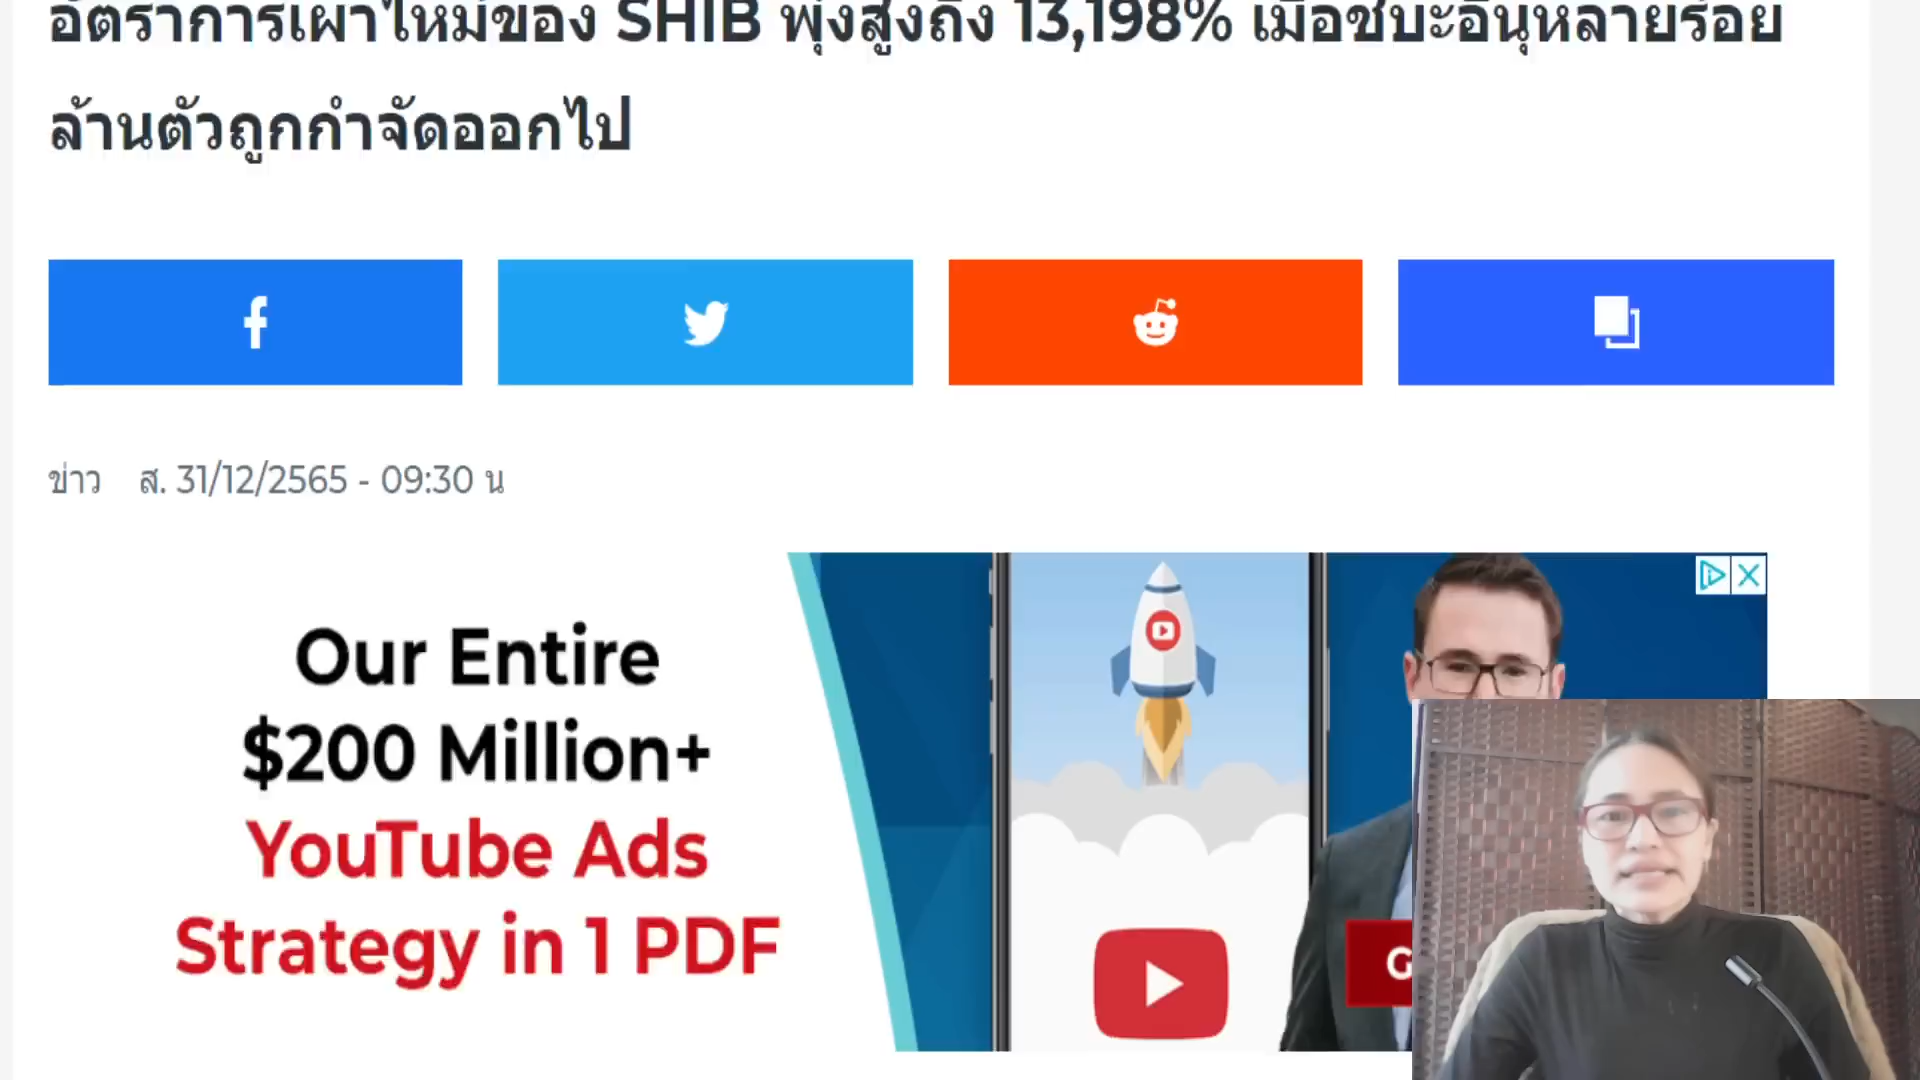 อัตราการเผาไหม้ของ SHIB พุ่งสูงถึง 13,198% เมื่อชิบะอินุหลายร้อย
ล้านตัวถูกกำจัดออกไป
ข่าว ส. 31/12/2565 - 09:30 น
Our Entire
$200 Million+
YouTube Ads
Strategy in 1 PDF
G